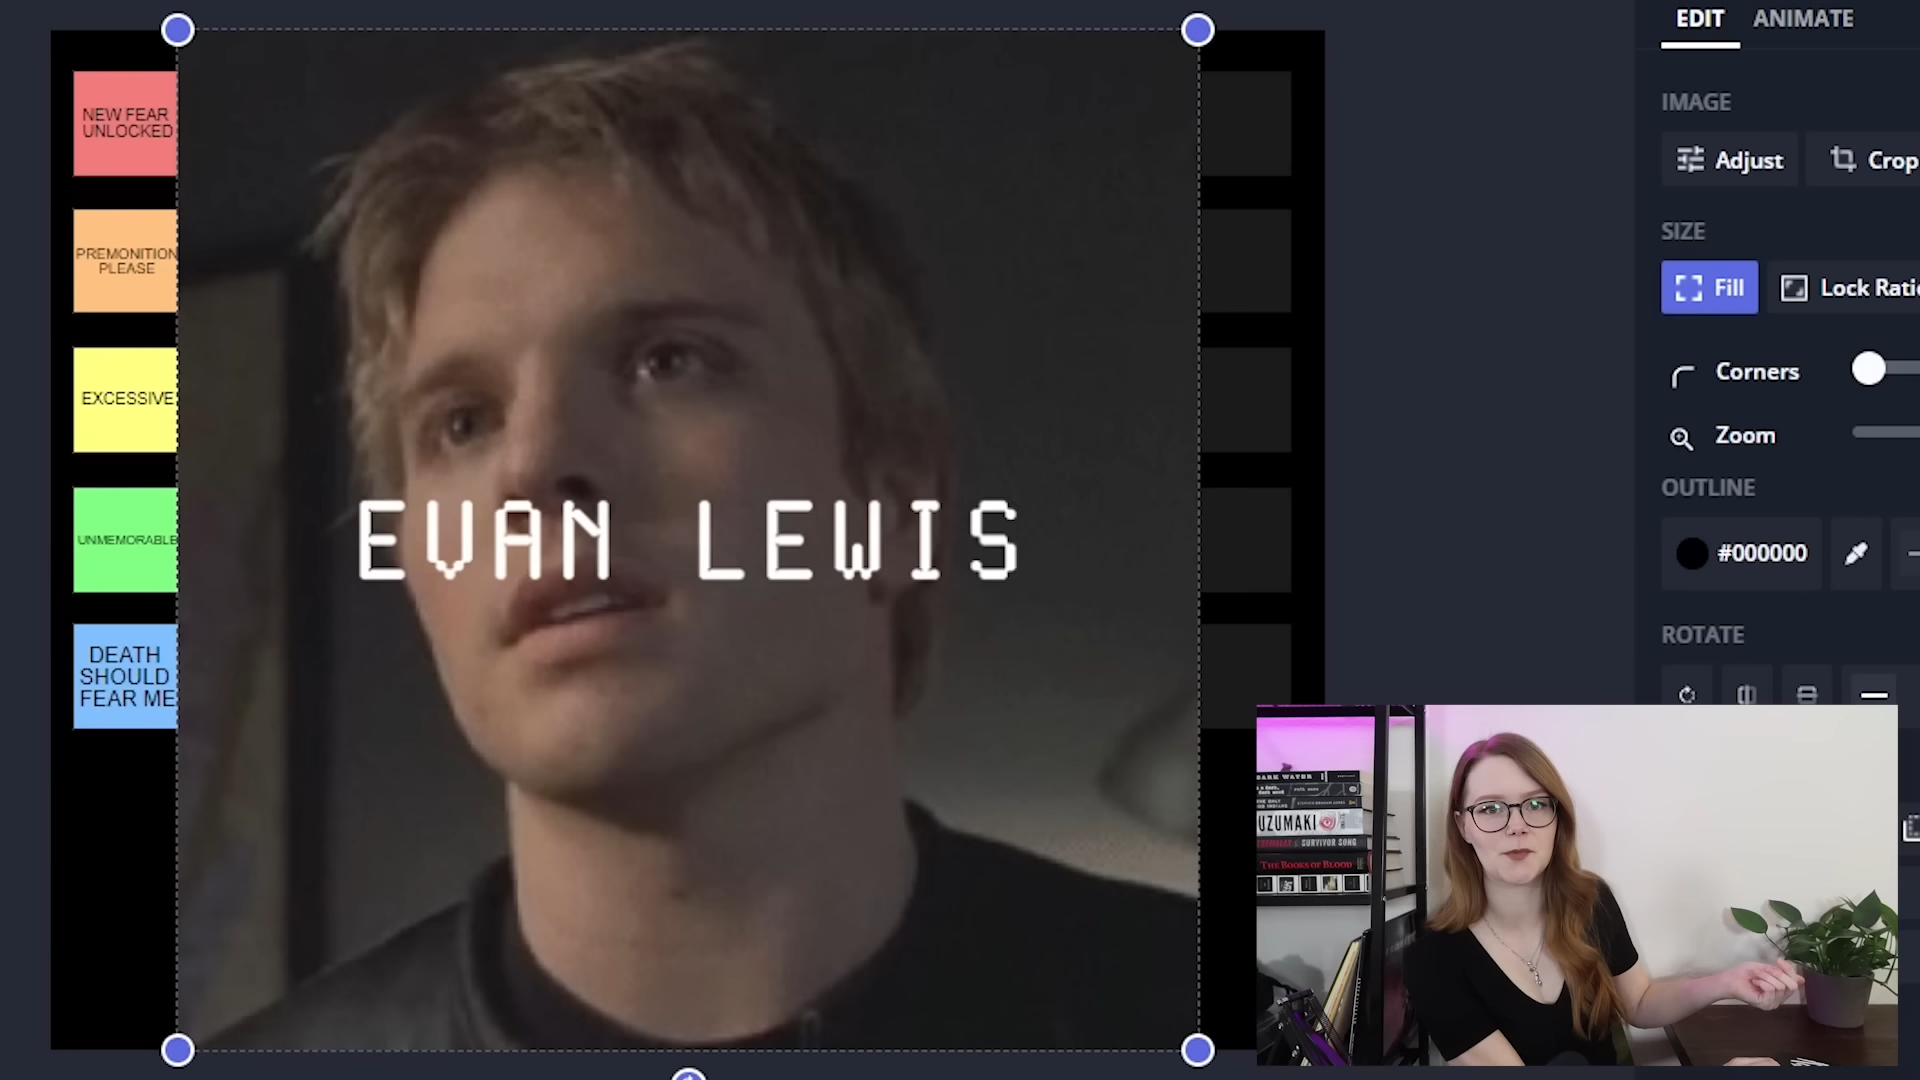 EDIT
ANIMATE
NEW FEAR
UNLOCKED
IMAGE
Adjust
Crop
PREMONITION
PLEASE
SIZE
Fill
Lock Ratio
Corners
EXCESSIVE
Zoom
OUTLINE
EVAN LEWIS
UNMEMORABLE
#000000
ROTATE
DEATH
SHOULD
FEAR ME
DARK WATER
UZUMAKI
SURVIVOR SONG
THE BOOKS OF BLOOD